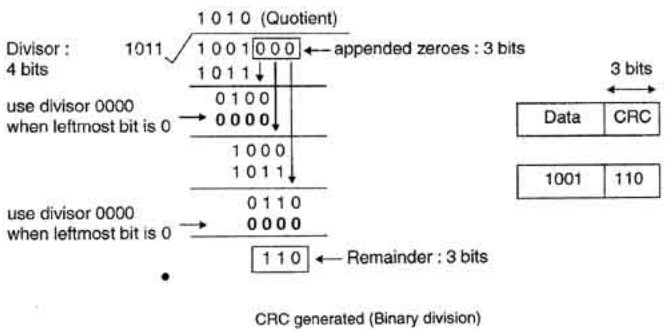 1 0 1 0 (Quotient)
Divisor : 1011 1 0 0 1 0 0 0 appended zeroes : 3 bits
4 bits
1 0 1 1
3 bits
use divisor 0000
when leftmost bit is 0
0 1 0 0
0 0 0 0
Data CRC
1 0 0 0
1 0 1 1
1001 110
use divisor 0000
when leftmost bit is 0
0 1 1 0
0 0 0 0
1 1 0 Remainder : 3 bits
CRC generated (Binary division)